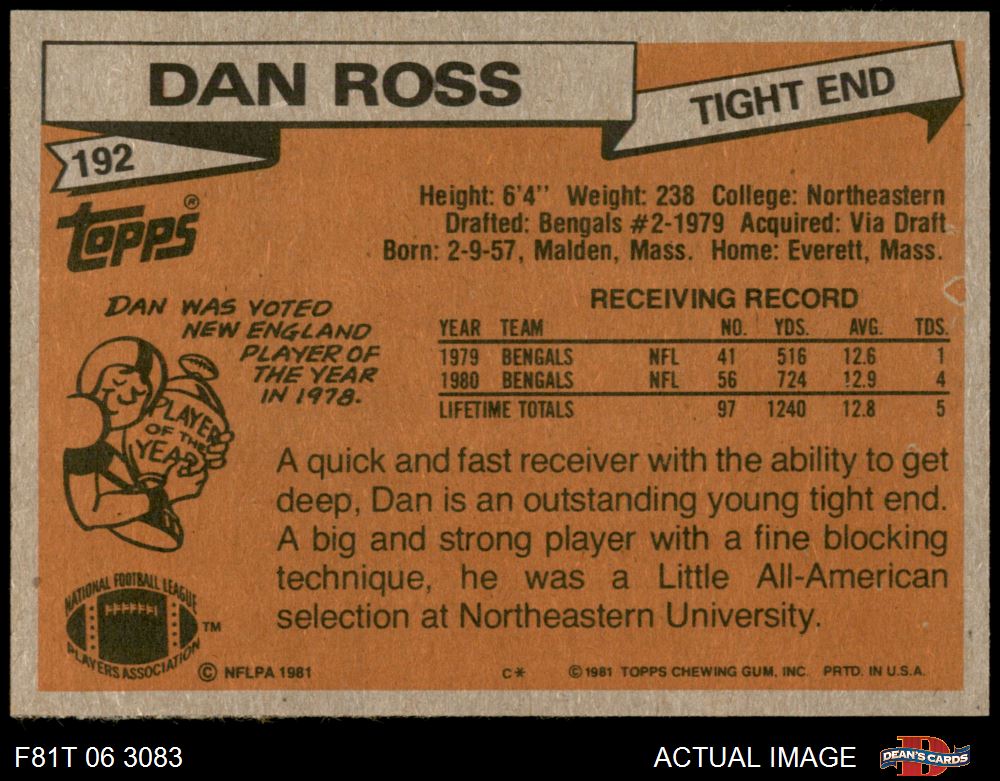 DAN ROSS
TIGHT END
192
TOPPS®
Height: 6'4'' Weight: 238 College: Northeastern
Drafted: Bengals #2-1979 Acquired: Via Draft
Born: 2-9-57, Malden, Mass. Home: Everett, Mass.
DAN WAS VOTED
NEW ENGLAND
PLAYER OF
THE YEAR
IN 1978.
PLAYER
OF THE
YEAR
RECEIVING RECORD
YEAR TEAM NO. YDS. AVG. TDS.
1979 BENGALS NFL 41 516 12.6 1
1980 BENGALS NFL 56 724 12.9 4
LIFETIME TOTALS 97 1240 12.8 5
A quick and fast receiver with the ability to get
deep, Dan is an outstanding young tight end.
A big and strong player with a fine blocking
technique, he was a Little All-American
selection at Northeastern University.
NATIONAL FOOTBALL LEAGUE
PLAYERS ASSOCIATION
TM
© NFLPA 1981
C*
© 1981 TOPPS CHEWING GUM, INC. PRTD. IN U.S.A.
F81T 06 3083
ACTUAL IMAGE
DEAN'S CARDS